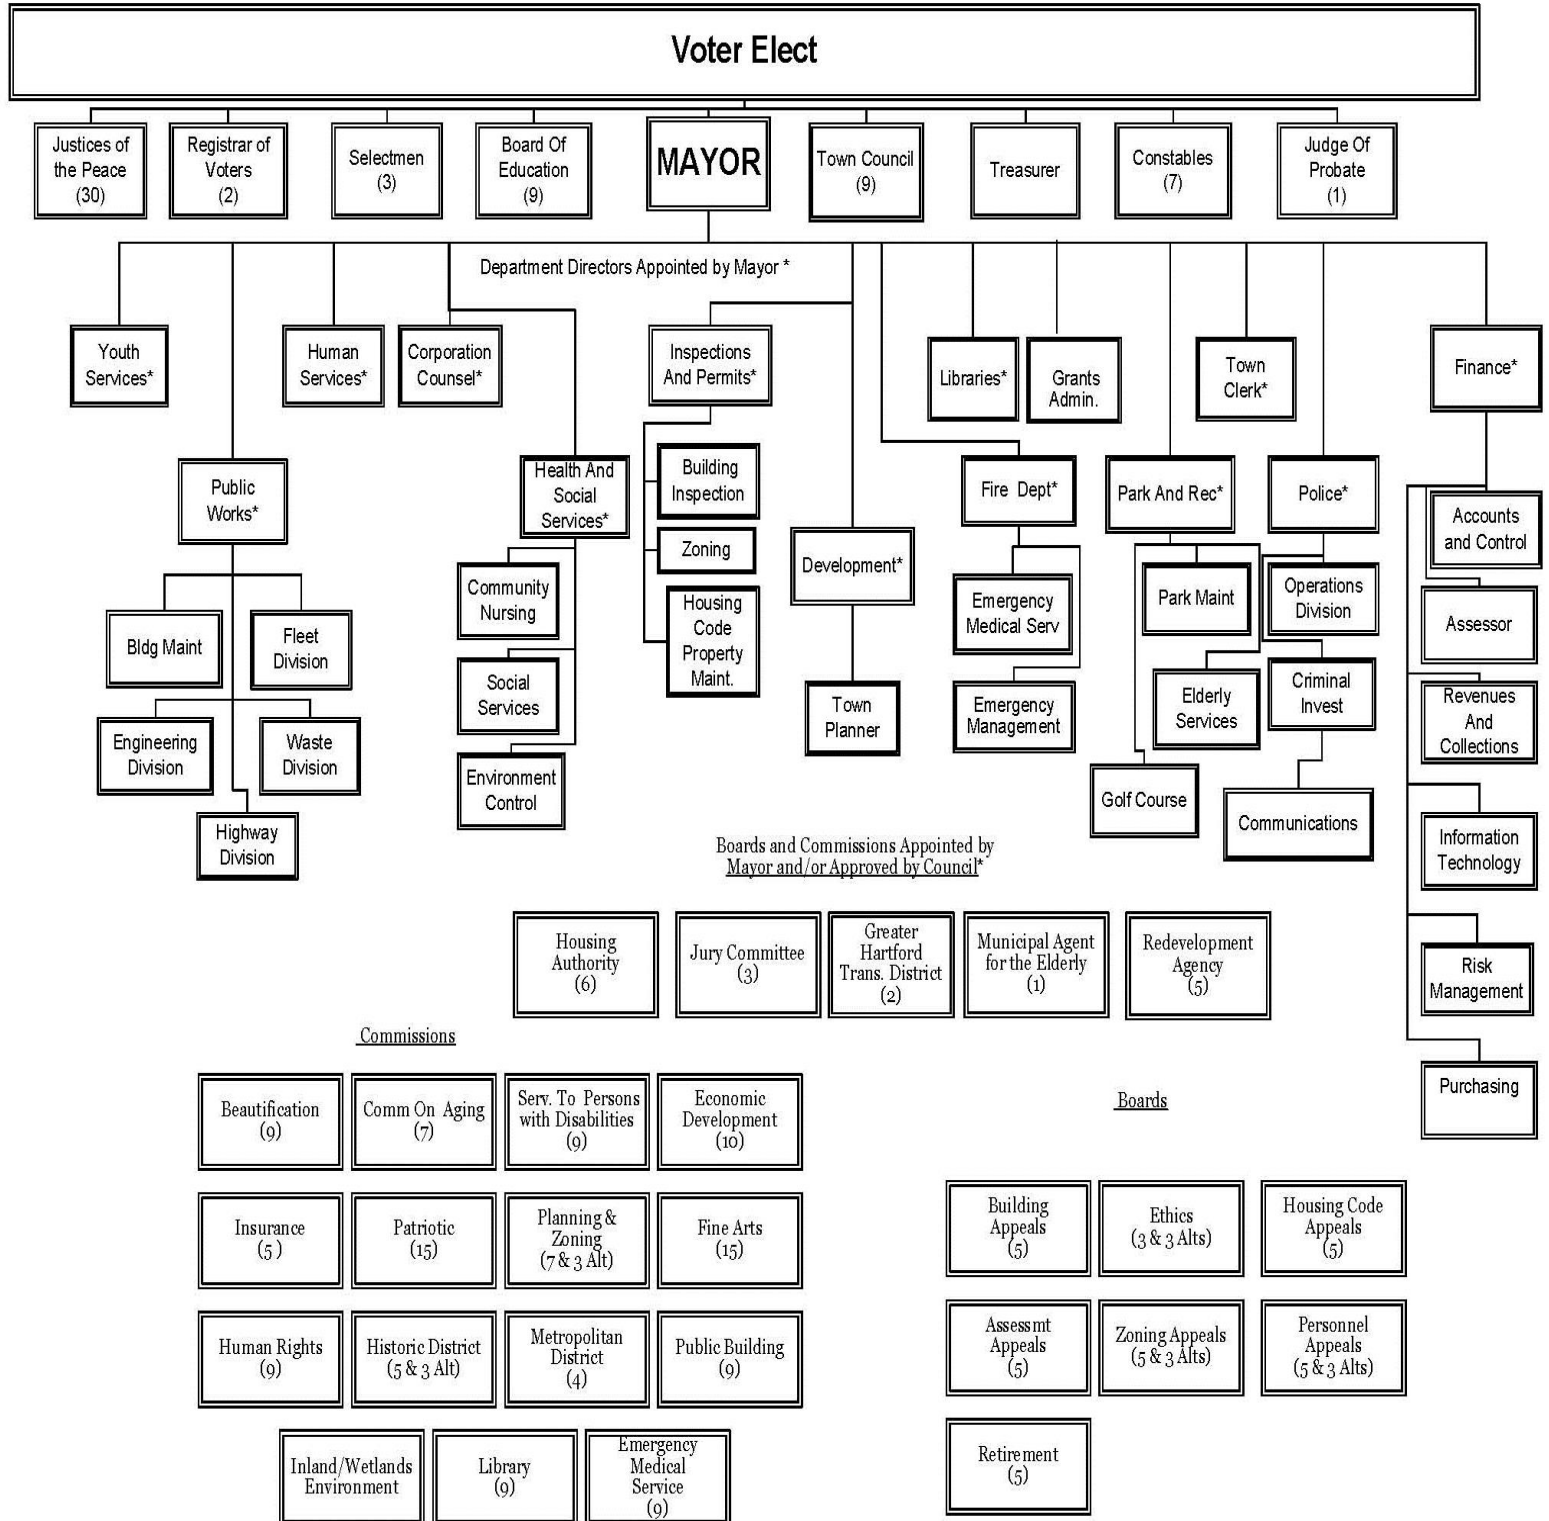 Voter Elect
Justices of
the Peace
(30)
Registrar of
Voters
(2)
Selectmen
(3)
Board Of
Education
(9)
MAYOR
Town Council
(9)
Treasurer
Constables
(7)
Judge Of
Probate
(1)
Department Directors Appointed by Mayor *
Youth
Services*
Human
Services*
Corporation
Counsel*
Inspections
And Permits*
Libraries*
Grants
Admin.
Town
Clerk*
Finance*
Public
Works*
Health And
Social
Services*
Building
Inspection
Zoning
Housing
Code
Property
Maint.
Development*
Fire Dept*
Park And Rec*
Police*
Accounts
and Control
Bldg Maint
Fleet
Division
Community
Nursing
Emergency
Medical Serv
Park Maint
Operations
Division
Assessor
Engineering
Division
Waste
Division
Social
Services
Town
Planner
Emergency
Management
Elderly
Services
Criminal
Invest
Revenues
And
Collections
Highway
Division
Environment
Control
Golf Course
Communications
Information
Technology
Risk
Management
Purchasing
Boards and Commissions Appointed by
Mayor and/or Approved by Council*
Housing
Authority
(6)
Jury Committee
(3)
Greater
Hartford
Trans. District
(2)
Municipal Agent
for the Elderly
(1)
Redevelopment
Agency
(5)
Commissions
Beautification
(9)
Comm On Aging
(7)
Serv. To Persons
with Disabilities
(9)
Economic
Development
(10)
Insurance
(5 )
Patriotic
(15)
Planning &
Zoning
(7 & 3 Alt)
Fine Arts
(15)
Human Rights
(9)
Historic District
(5 & 3 Alt)
Metropolitan
District
(4)
Public Building
(9)
Inland/Wetlands
Environment
Library
(9)
Emergency
Medical
Service
(9)
Boards
Building
Appeals
(5)
Ethics
(3 & 3 Alts)
Housing Code
Appeals
(5)
Assessmt
Appeals
(5)
Zoning Appeals
(5 & 3 Alts)
Personnel
Appeals
(5 & 3 Alts)
Retirement
(5)